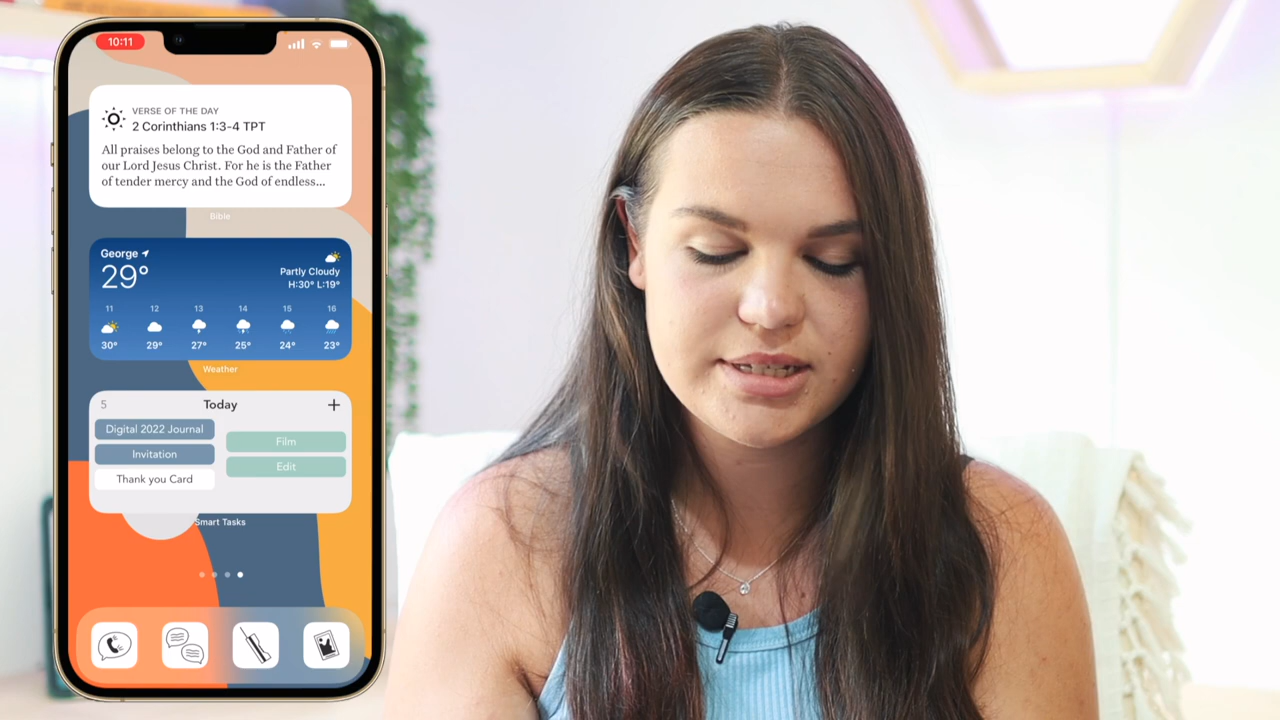 10:11
VERSE OF THE DAY
2 Corinthians 1:3-4 TPT
All praises belong to the God and Father of
our Lord Jesus Christ. For he is the Father
of tender mercy and the God of endless...
Bible
George
29°
Partly Cloudy
H:30° L:19°
11 12 13 14 15 16
30° 29° 27° 25° 24° 23°
Weather
5 Today +
Digital 2022 Journal
Invitation
Thank you Card
Film
Edit
Smart Tasks